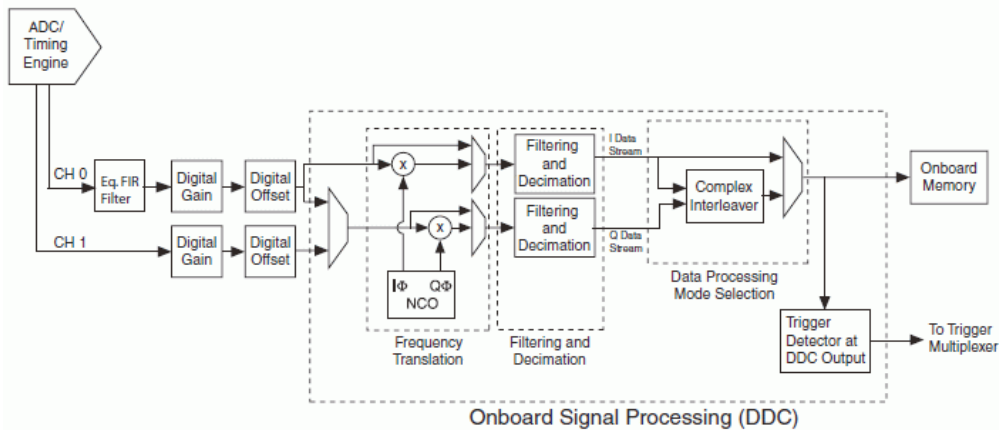 ADC/
Timing
Engine
CH 0
Eq. FIR
Filter
Digital
Gain
Digital
Offset
CH 1
Digital
Gain
Digital
Offset
X
X
IΦ QΦ
NCO
Frequency
Translation
Filtering
and
Decimation
Filtering
and
Decimation
Filtering and
Decimation
I Data
Stream
Q Data
Stream
Complex
Interleaver
Data Processing
Mode Selection
Onboard
Memory
Trigger
Detector at
DDC Output
To Trigger
Multiplexer
Onboard Signal Processing (DDC)